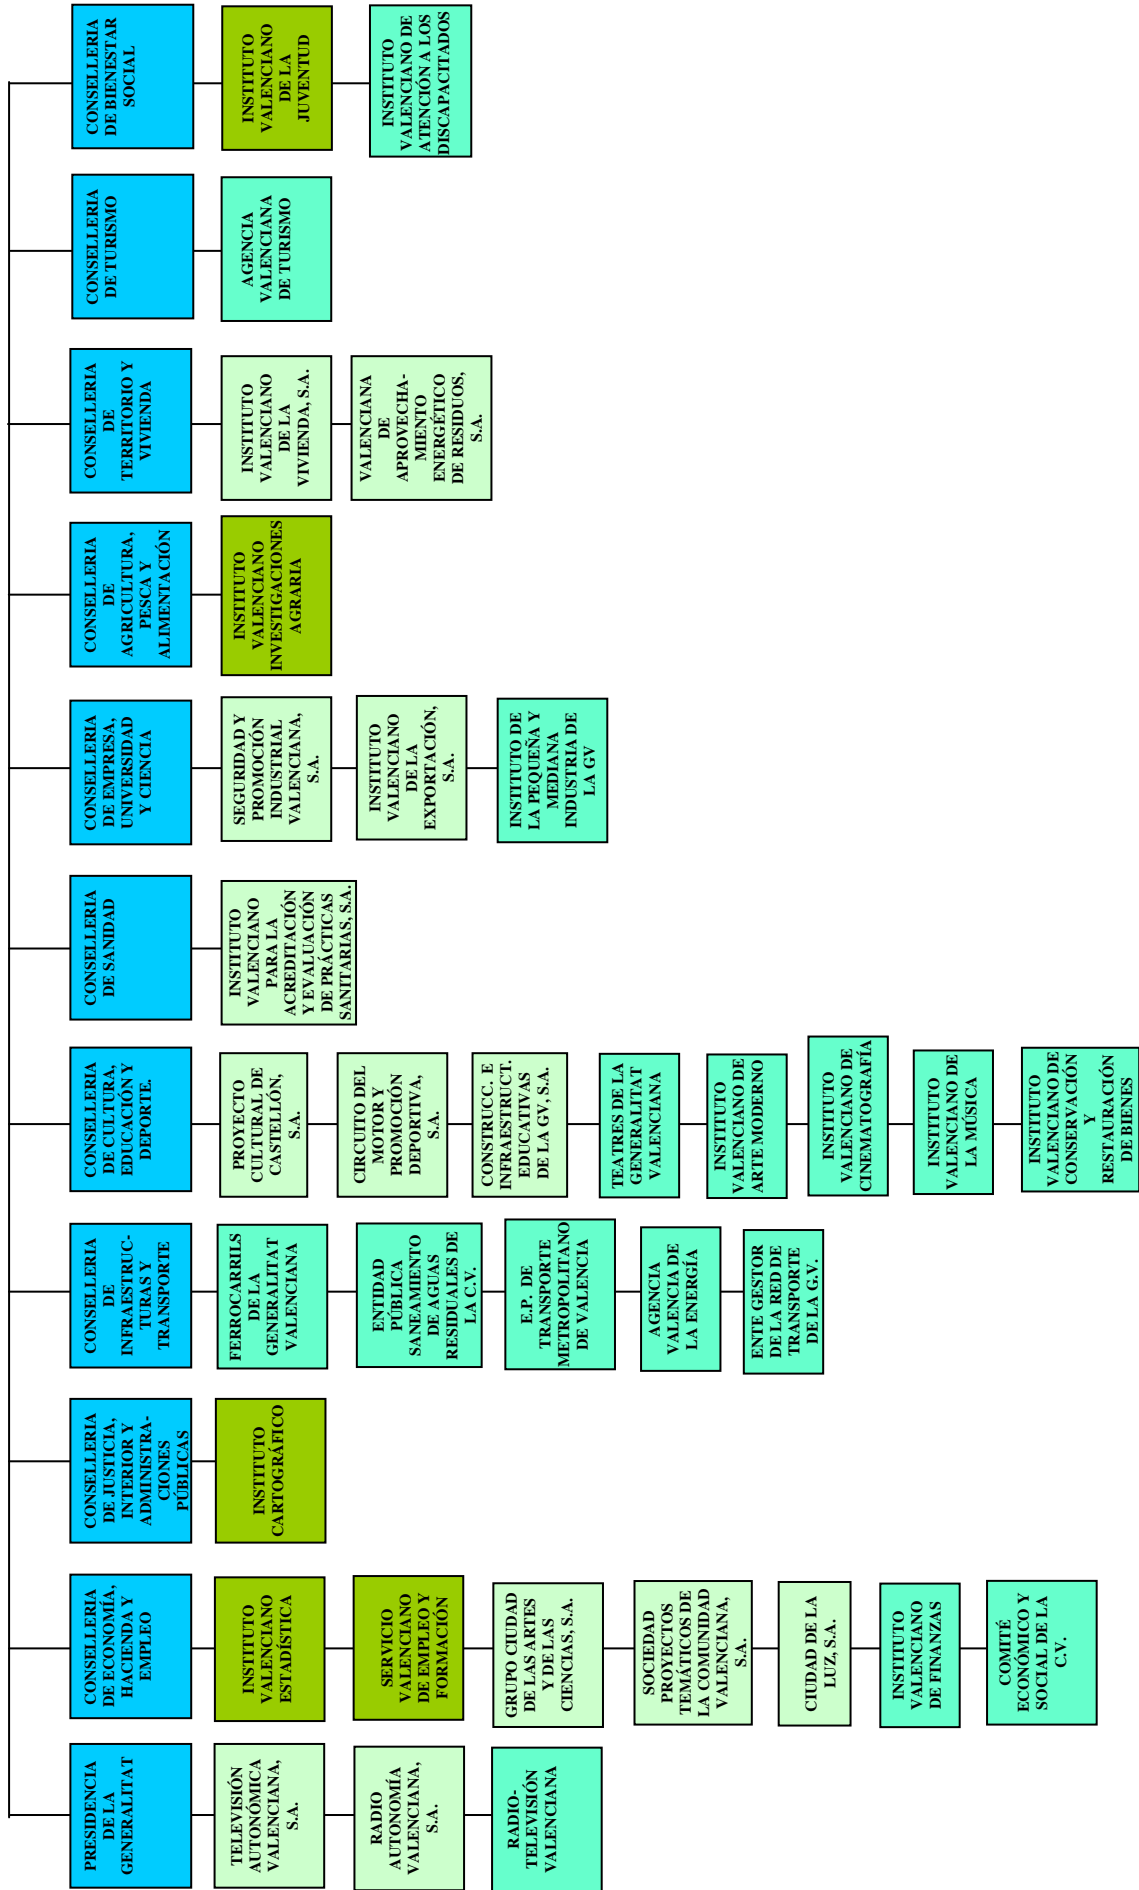 PRESIDENCIA
DE LA
GENERALITAT
TELEVISIÓN
AUTONÓMICA
VALENCIANA,
S.A.
RADIO
AUTONOMÍA
VALENCIANA,
S.A.
RADIO-
TELEVISIÓN
VALENCIANA
CONSELLERIA
DE ECONOMÍA,
HACIENDA Y
EMPLEO
INSTITUTO
VALENCIANO
ESTADÍSTICA
SERVICIO
VALENCIANO
DE EMPLEO Y
FORMACIÓN
GRUPO CIUDAD
DE LAS ARTES
Y DE LAS
CIENCIAS, S.A.
SOCIEDAD
PROYECTOS
TEMÁTICOS DE
LA COMUNIDAD
VALENCIANA,
S.A.
CIUDAD DE LA
LUZ, S.A.
INSTITUTO
VALENCIANO
DE FINANZAS
COMITÉ
ECONÓMICO Y
SOCIAL DE LA
C.V.
CONSELLERIA
DE JUSTICIA,
INTERIOR Y
ADMINISTRA-
CIONES
PÚBLICAS
INSTITUTO
CARTOGRÁFICO
CONSELLERIA
DE
INFRAESTRUC-
TURAS Y
TRANSPORTE
FERROCARRILS
DE LA
GENERALITAT
VALENCIANA
ENTIDAD
PÚBLICA
SANEAMIENTO
DE AGUAS
RESIDUALES DE
LA C.V.
E.P. DE
TRANSPORTE
METROPOLITANO
DE VALENCIA
AGENCIA
VALENCIA DE
LA ENERGÍA
ENTE GESTOR
DE LA RED DE
TRANSPORTE
DE LA G.V.
CONSELLERIA
DE CULTURA,
EDUCACIÓN Y
DEPORTE.
PROYECTO
CULTURAL DE
CASTELLÓN,
S.A.
CIRCUITO DEL
MOTOR Y
PROMOCIÓN
DEPORTIVA,
S.A.
CONSTRUCC. E
INFRAESTRUCT.
EDUCATIVAS
DE LA GV, S.A.
TEATRES DE LA
GENERALITAT
VALENCIANA
INSTITUTO
VALENCIANO DE
ARTE MODERNO
INSTITUTO
VALENCIANO DE
CINEMATOGRAFÍA
INSTITUTO
VALENCIANO DE
LA MÚSICA
INSTITUTO
VALENCIANO DE
CONSERVACIÓN
Y
RESTAURACIÓN
DE BIENES
CONSELLERIA
DE SANIDAD
INSTITUTO
VALENCIANO
PARA LA
ACREDITACIÓN
Y EVALUACIÓN
DE PRÁCTICAS
SANITARIAS, S.A.
CONSELLERIA
DE EMPRESA,
UNIVERSIDAD
Y CIENCIA
SEGURIDAD Y
PROMOCIÓN
INDUSTRIAL
VALENCIANA,
S.A.
INSTITUTO
VALENCIANO
DE LA
EXPORTACIÓN,
S.A.
INSTITUTO DE
LA PEQUEÑA Y
MEDIANA
INDUSTRIA DE
LA GV
CONSELLERIA
DE
AGRICULTURA,
PESCA Y
ALIMENTACIÓN
INSTITUTO
VALENCIANO
INVESTIGACIONES
AGRARIA
CONSELLERIA
DE
TERRITORIO Y
VIVIENDA
INSTITUTO
VALENCIANO
DE LA
VIVIENDA, S.A.
VALENCIANA
DE
APROVECHA-
MIENTO
ENERGÉTICO
DE RESIDUOS,
S.A.
CONSELLERIA
DE TURISMO
AGENCIA
VALENCIANA
DE TURISMO
CONSELLERIA
DE BIENESTAR
SOCIAL
INSTITUTO
VALENCIANO
DE LA
JUVENTUD
INSTITUTO
VALENCIANO DE
ATENCIÓN A LOS
DISCAPACITADOS